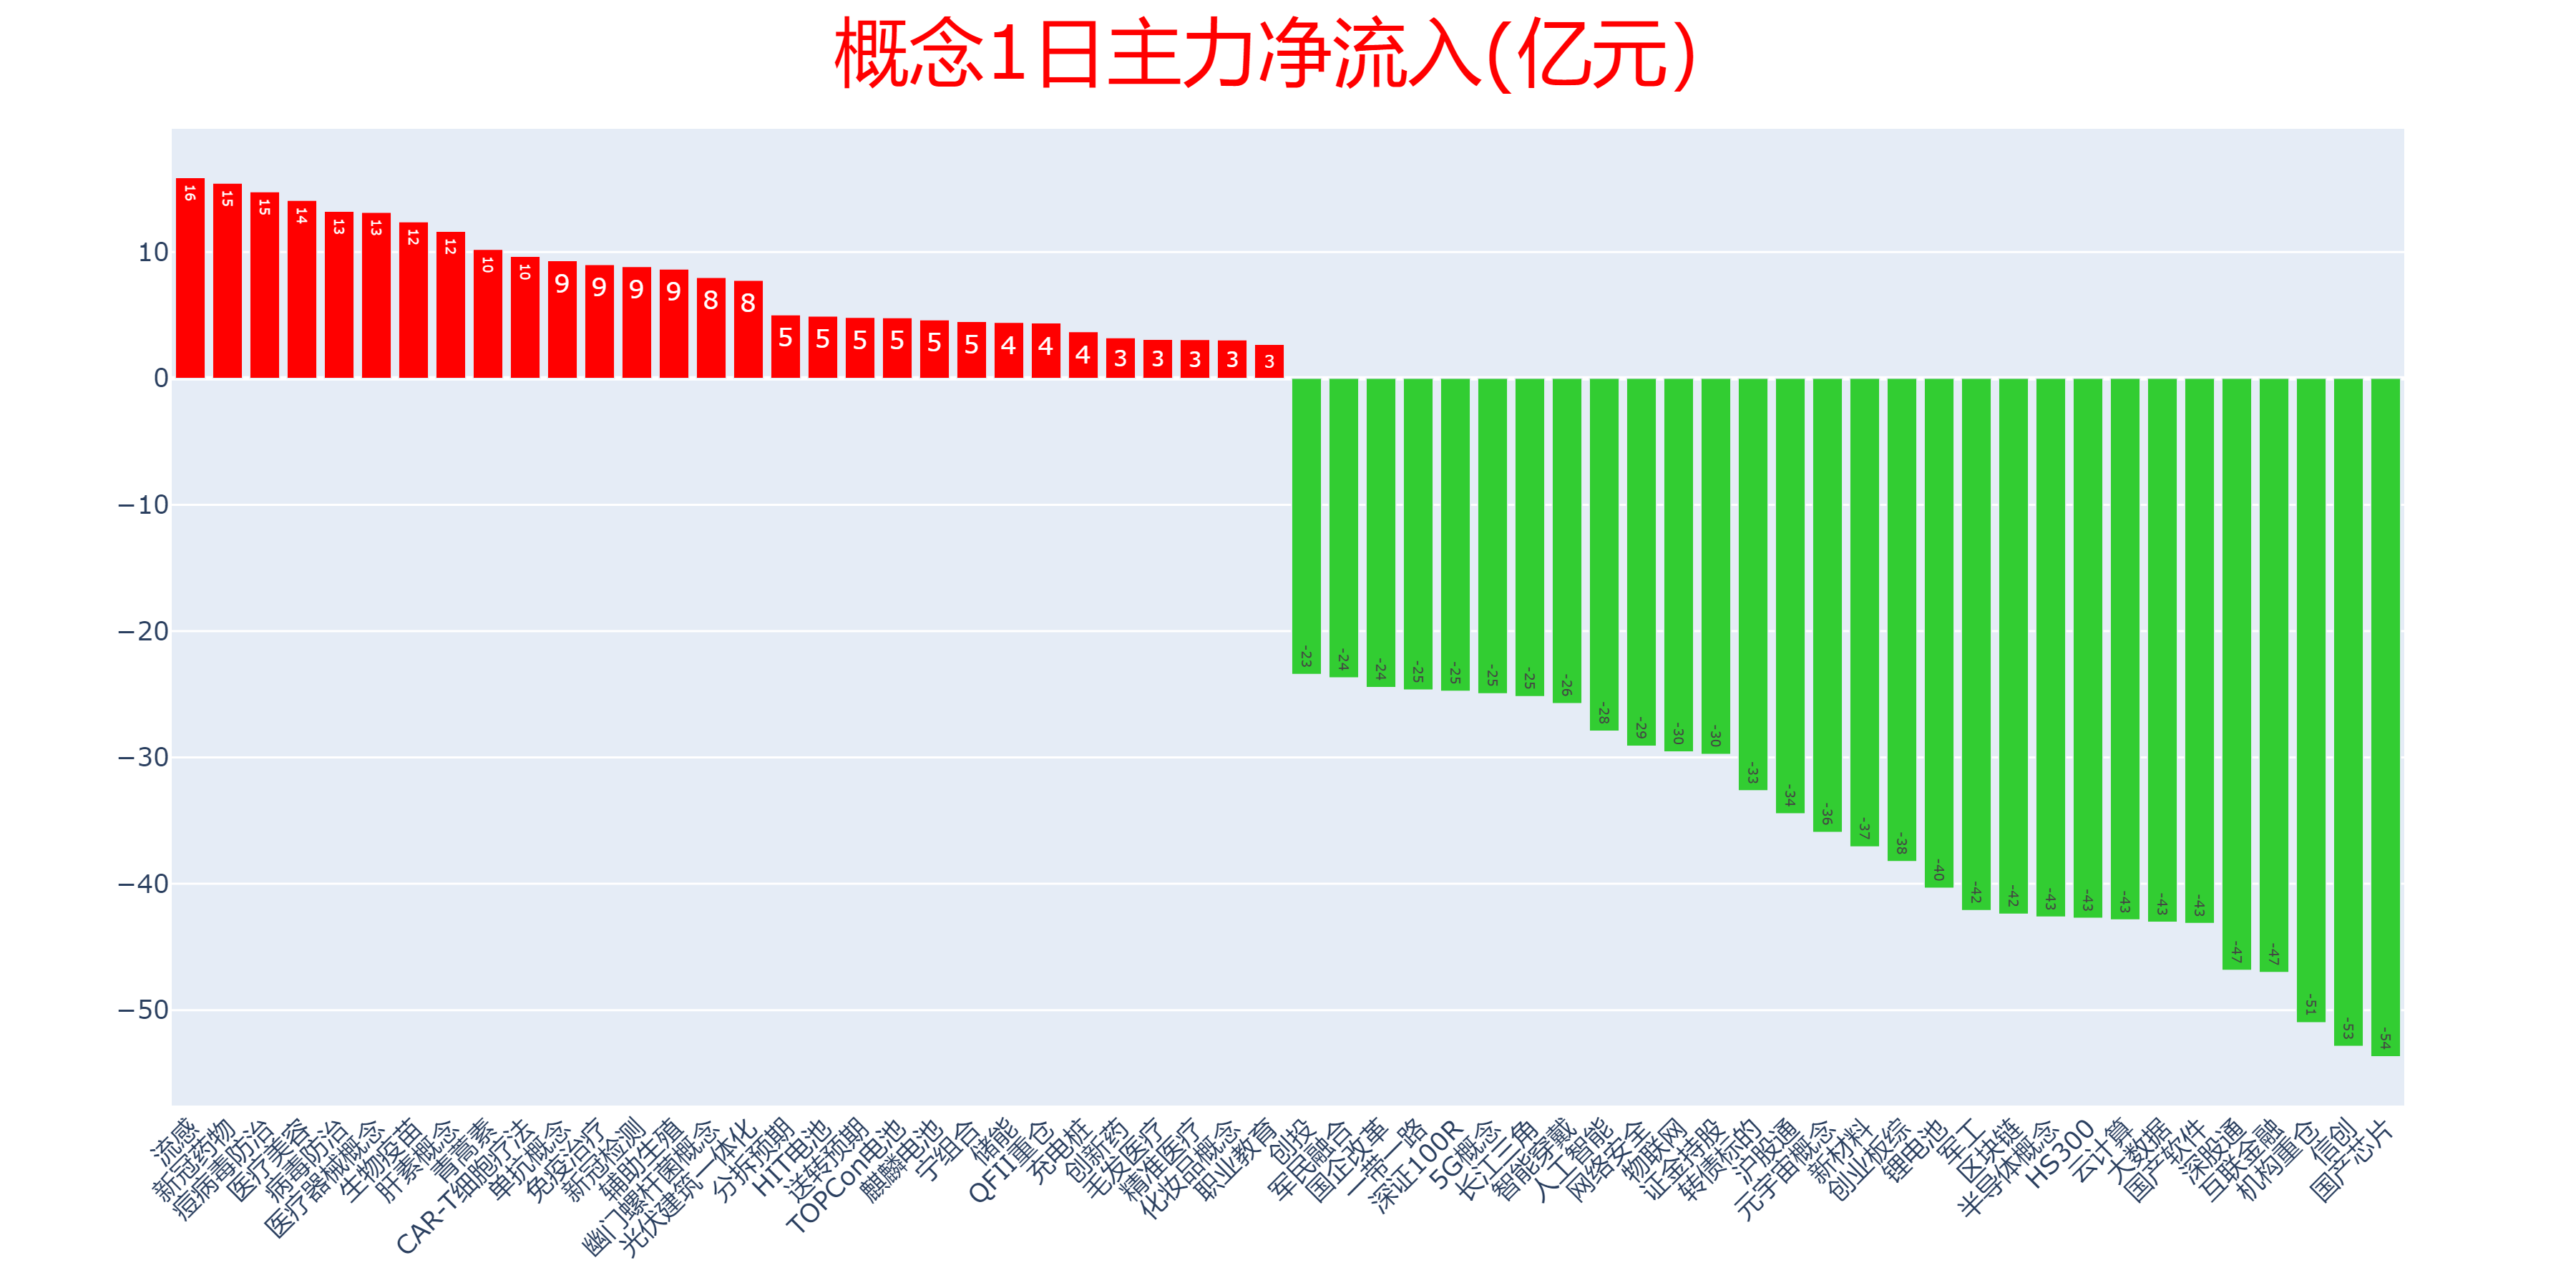 概念1日主力净流入(亿元)
10
0
−10
−20
−30
−40
−50
16 15 15 14 13 13 12 12 10 10 9 9 9 9 8 8 5 5 5 5 5 5 4 4 4 3 3 3 3 3
-23 -24 -24 -25 -25 -25 -25 -26 -28 -29 -30 -30 -33 -34 -36 -37 -38 -40 -42 -42 -43 -43 -43 -43 -43 -47 -47 -51 -53 -54
流感
新冠药物
痘病毒防治
医疗美容
病毒防治
医疗器械概念
生物疫苗
肝素概念
青蒿素
CAR-T细胞疗法
单抗概念
免疫治疗
新冠检测
辅助生殖
幽门螺杆菌概念
光伏建筑一体化
分拆预期
HIT电池
送转预期
TOPCon电池
麒麟电池
宁组合
储能
QFII重仓
充电桩
创新药
毛发医疗
精准医疗
化妆品概念
职业教育
创投
军民融合
国企改革
一带一路
深证100R
5G概念
长江三角
智能穿戴
人工智能
网络安全
物联网
证金持股
转债标的
沪股通
元宇宙概念
新材料
创业板综
锂电池
军工
区块链
半导体概念
HS300
云计算
大数据
国产软件
深股通
互联金融
机构重仓
信创
国产芯片